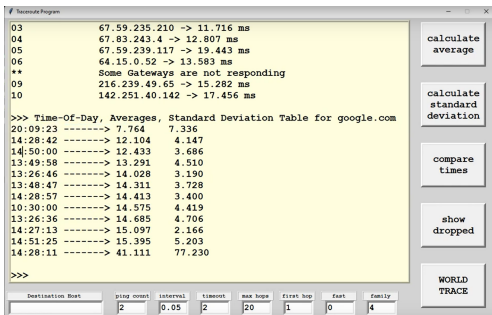 Traceroute Program
03 67.59.235.210 -> 11.716 ms
04 67.83.243.4 -> 12.807 ms
05 67.59.239.117 -> 19.443 ms
06 64.15.0.52 -> 13.583 ms
** Some Gateways are not responding
09 216.239.49.65 -> 15.282 ms
10 142.251.40.142 -> 17.456 ms
>>> Time-Of-Day, Averages, Standard Deviation Table for google.com
20:09:23 -------> 7.764 7.336
14:28:42 -------> 12.104 4.147
14:50:00 -------> 12.433 3.686
13:49:58 -------> 13.291 4.510
13:26:46 -------> 14.028 3.190
13:48:47 -------> 14.311 3.728
14:28:57 -------> 14.413 3.400
10:30:00 -------> 14.575 4.419
13:26:36 -------> 14.685 4.706
14:27:13 -------> 15.097 2.166
14:51:25 -------> 15.395 5.203
14:28:11 -------> 41.111 77.230
>>>
calculate
average
calculate
standard
deviation
compare
times
show
dropped
WORLD
TRACE
Destination Host ping count interval timeout max hops first hop fast family
2 0.05 2 20 1 0 4